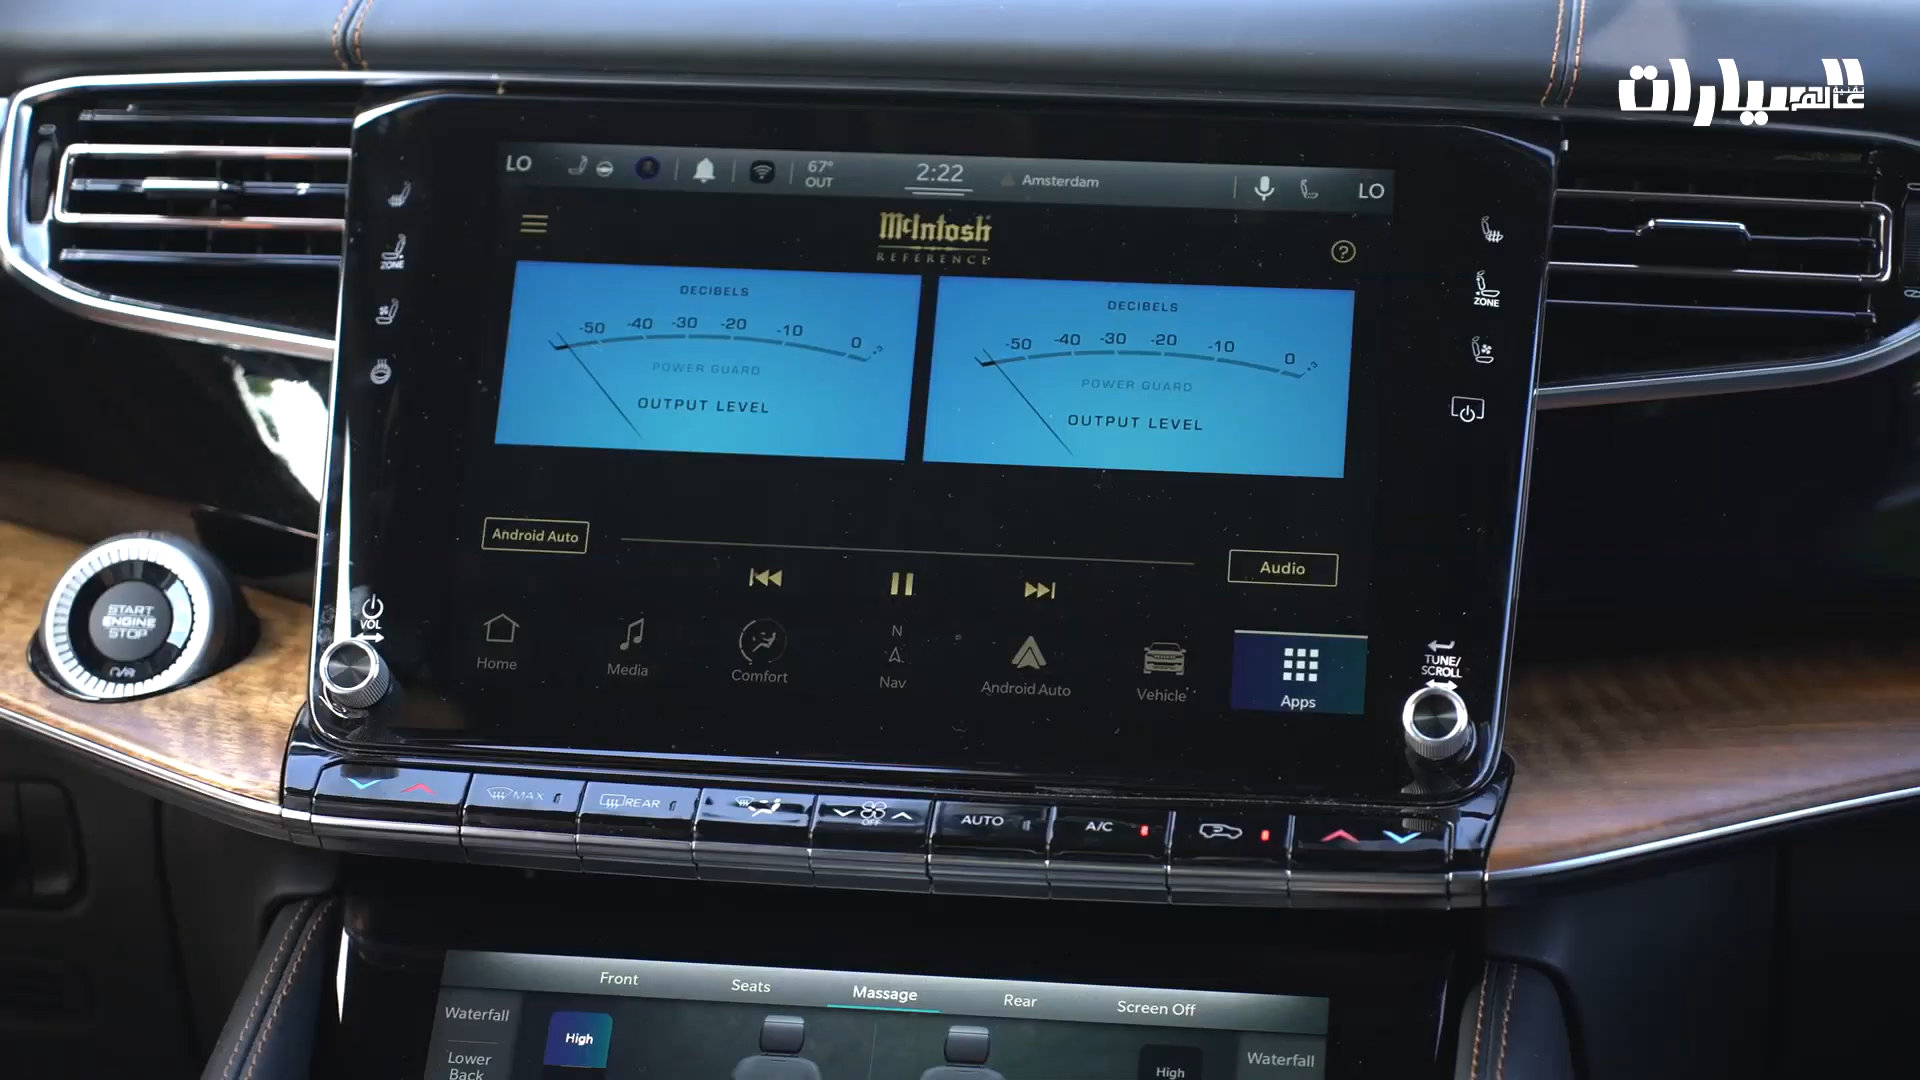 عالم تقنية السيارات
LO
67°
OUT
2:22
Amsterdam
LO
McIntosh
REFERENCE
?
DECIBELS
-50 -40 -30 -20 -10 0
POWER GUARD
OUTPUT LEVEL
DECIBELS
-50 -40 -30 -20 -10 0
POWER GUARD
OUTPUT LEVEL
ZONE
ZONE
Android Auto
Audio
START
ENGINE
STOP
VOL
Home
Media
Comfort
N
Nav
Android Auto
Vehicle
Apps
TUNE/
SCROLL
MAX
REAR
OFF
AUTO
A/C
Front
Seats
Massage
Rear
Screen Off
Waterfall
High
Lower
Back
High
Waterfall